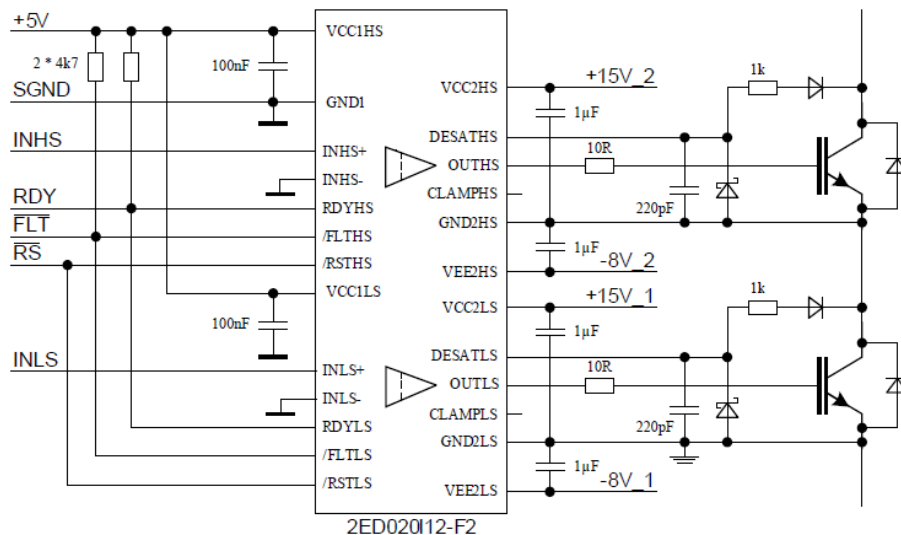 +5V
2 * 4k7
100nF
SGND
INHS
RDY
FLT
RS
100nF
INLS
VCC1HS
GND1
INHS+
INHS-
RDYHS
/FLTHS
/RSTHS
VCC1LS
INLS+
INLS-
RDYLS
/FLTLS
/RSTLS
VCC2HS
DESATHS
OUTHS
CLAMPHS
GND2HS
VEE2HS
VCC2LS
DESATLS
OUTLS
CLAMPLS
GND2LS
VEE2LS
+15V_2
1µF
10R
1k
220pF
1µF
-8V_2
+15V_1
1µF
10R
1k
220pF
1µF
-8V_1
2ED020I12-F2